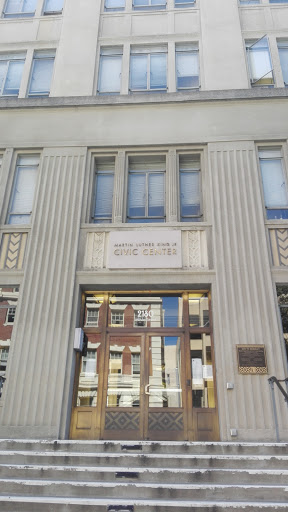 MARTIN LUTHER KING JR
CIVIC CENTER
2180